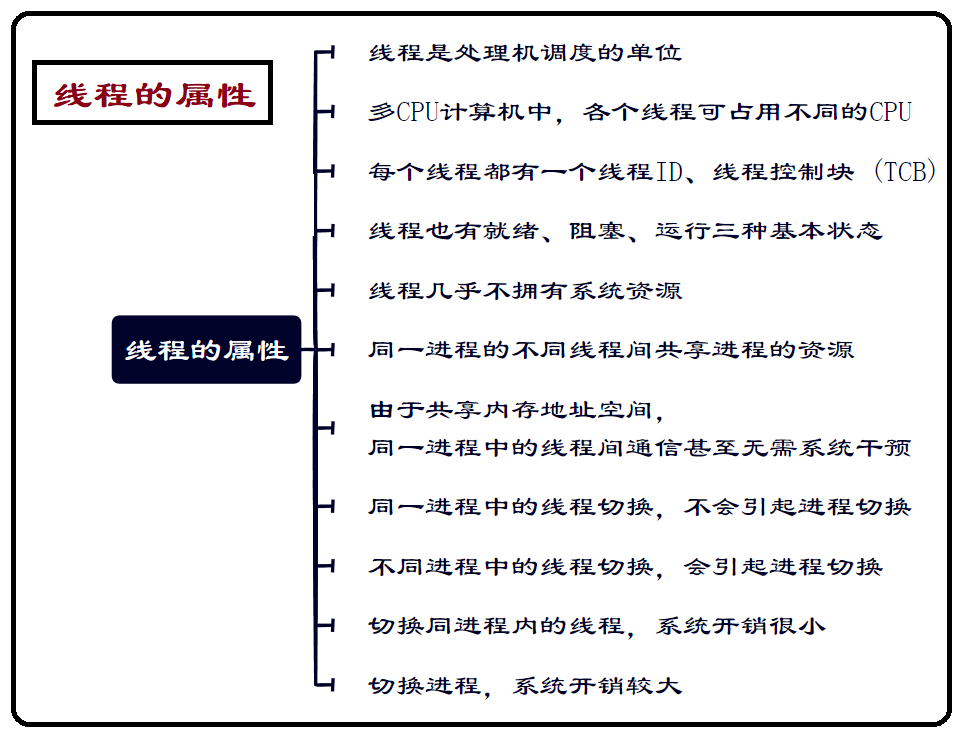 线程的属性
线程是处理机调度的单位
多CPU计算机中，各个线程可占用不同的CPU
每个线程都有一个线程ID、线程控制块（TCB）
线程也有就绪、阻塞、运行三种基本状态
线程几乎不拥有系统资源
线程的属性
同一进程的不同线程间共享进程的资源
由于共享内存地址空间，
同一进程中的线程间通信甚至无需系统干预
同一进程中的线程切换，不会引起进程切换
不同进程中的线程切换，会引起进程切换
切换同进程内的线程，系统开销很小
切换进程，系统开销较大